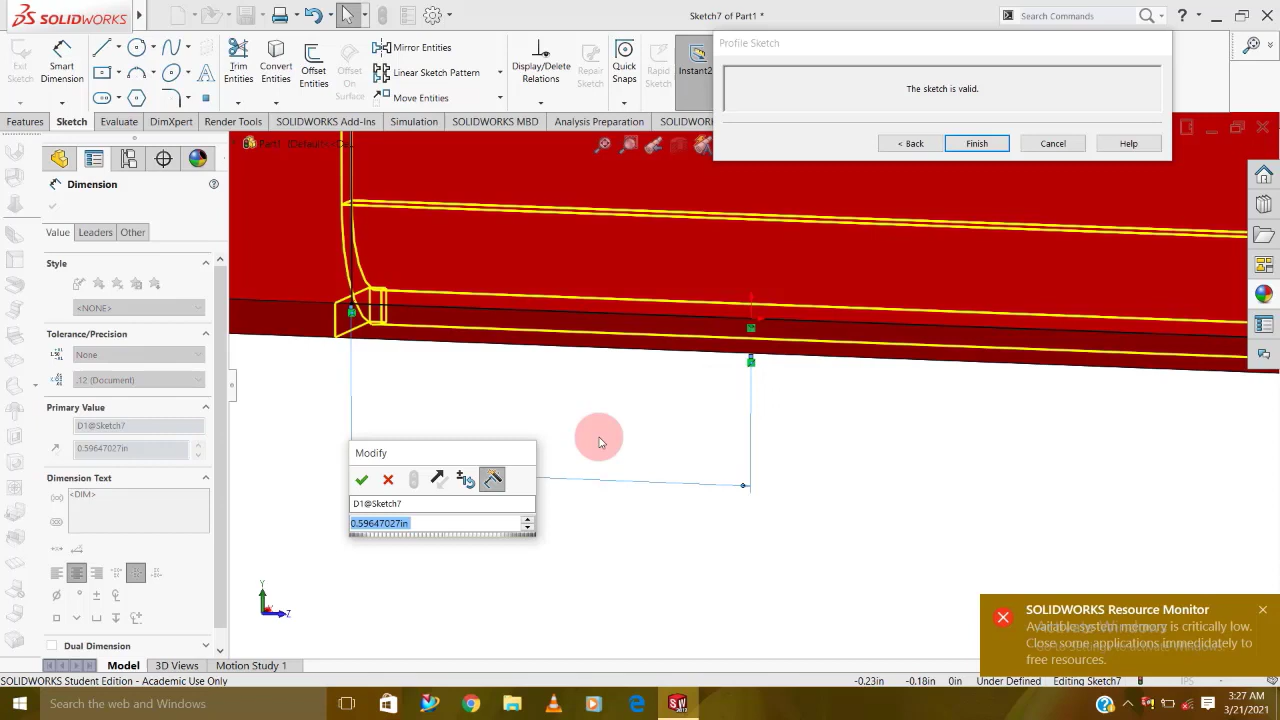 SOLIDWORKS
Sketch7 of Part1 *
Search Commands
Profile Sketch
The sketch is valid.
< Back
Finish
Cancel
Help
Exit Sketch
Smart Dimension
Trim Entities
Convert Entities
Offset Entities
Offset On Surface
Mirror Entities
Linear Sketch Pattern
Move Entities
Display/Delete Relations
Repair Sketch
Quick Snaps
Rapid Sketch
Instant2
Features
Sketch
Evaluate
DimXpert
Render Tools
SOLIDWORKS Add-Ins
Simulation
SOLIDWORKS MBD
Analysis Preparation
Part1 (Default<<De...
Dimension
Value
Leaders
Other
Style
<NONE>
Tolerance/Precision
None
.12 (Document)
Primary Value
D1@Sketch7
0.59647027in
Dimension Text
<DIM>
Dual Dimension
Modify
D1@Sketch7
0.59647027in
Y
Z
SOLIDWORKS Resource Monitor
Available system memory is critically low.
Close some applications immediately to
free resources.
Model
3D Views
Motion Study 1
SOLIDWORKS Student Edition - Academic Use Only
-0.23in
-0.18in
0in
Under Defined
Editing Sketch7
IPS
Search the web and Windows
3:27 AM
3/21/2021